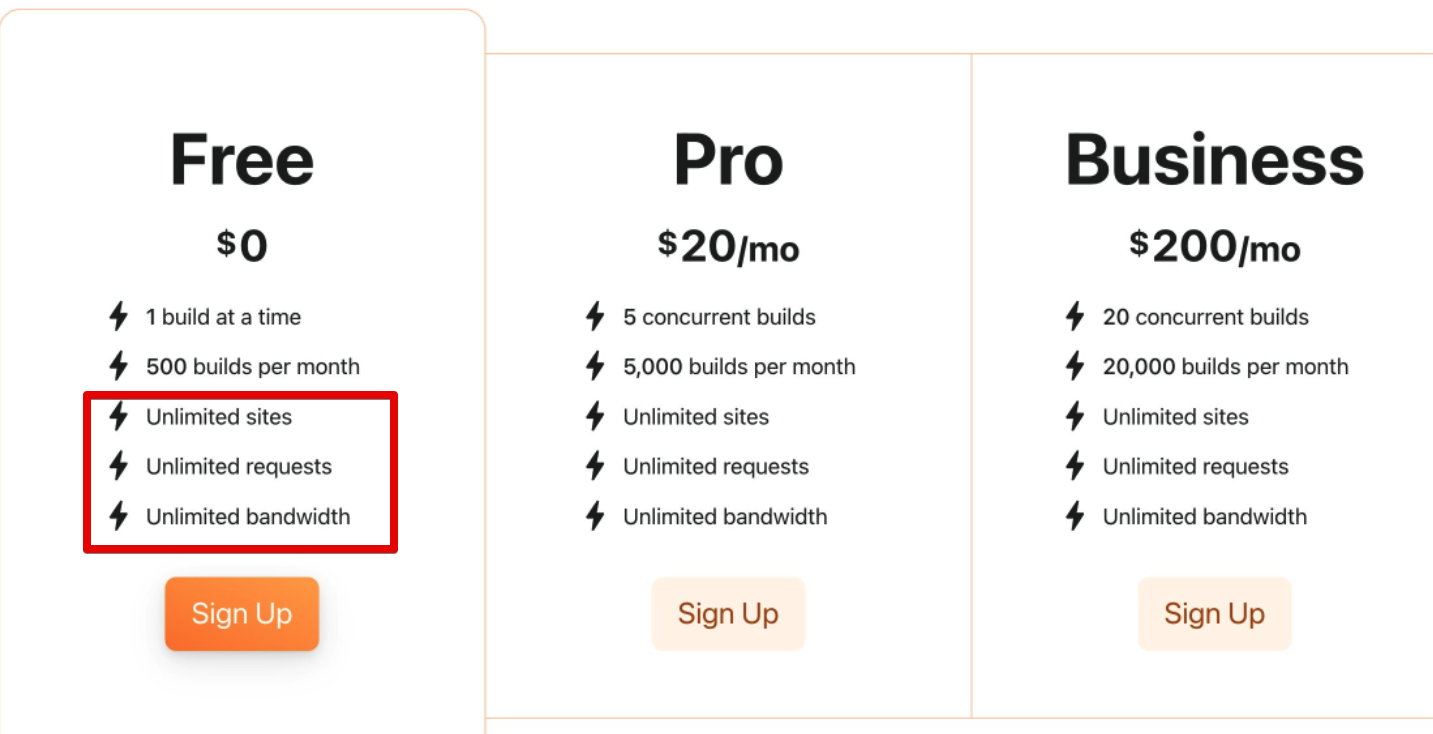 Free
$0
1 build at a time
500 builds per month
Unlimited sites
Unlimited requests
Unlimited bandwidth
Sign Up
Pro
$20/mo
5 concurrent builds
5,000 builds per month
Unlimited sites
Unlimited requests
Unlimited bandwidth
Sign Up
Business
$200/mo
20 concurrent builds
20,000 builds per month
Unlimited sites
Unlimited requests
Unlimited bandwidth
Sign Up